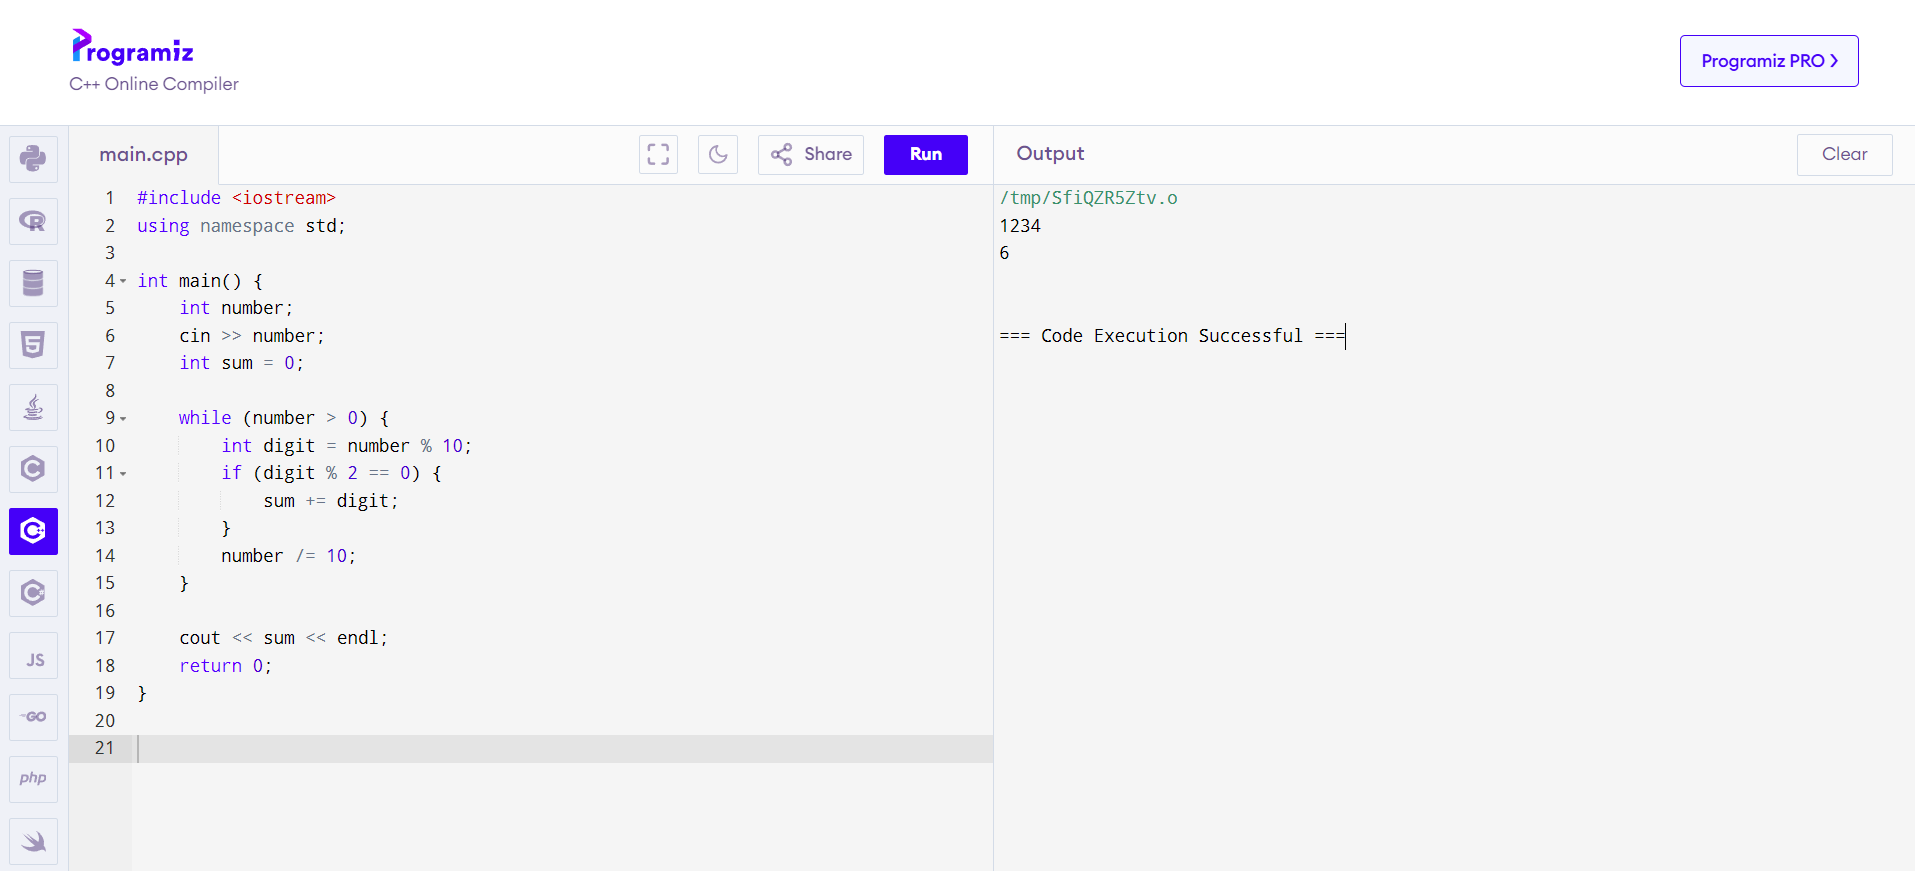 Programiz
C++ Online Compiler
Programiz PRO >
main.cpp
Share
Run
Output
Clear
1 #include <iostream>
2 using namespace std;
3
4 int main() {
5     int number;
6     cin >> number;
7     int sum = 0;
8
9     while (number > 0) {
10         int digit = number % 10;
11         if (digit % 2 == 0) {
12             sum += digit;
13         }
14         number /= 10;
15     }
16
17     cout << sum << endl;
18     return 0;
19 }
20
21
/tmp/SfiQZR5Ztv.o
1234
6
=== Code Execution Successful ===
R
5
C
C++
C#
JS
GO
php